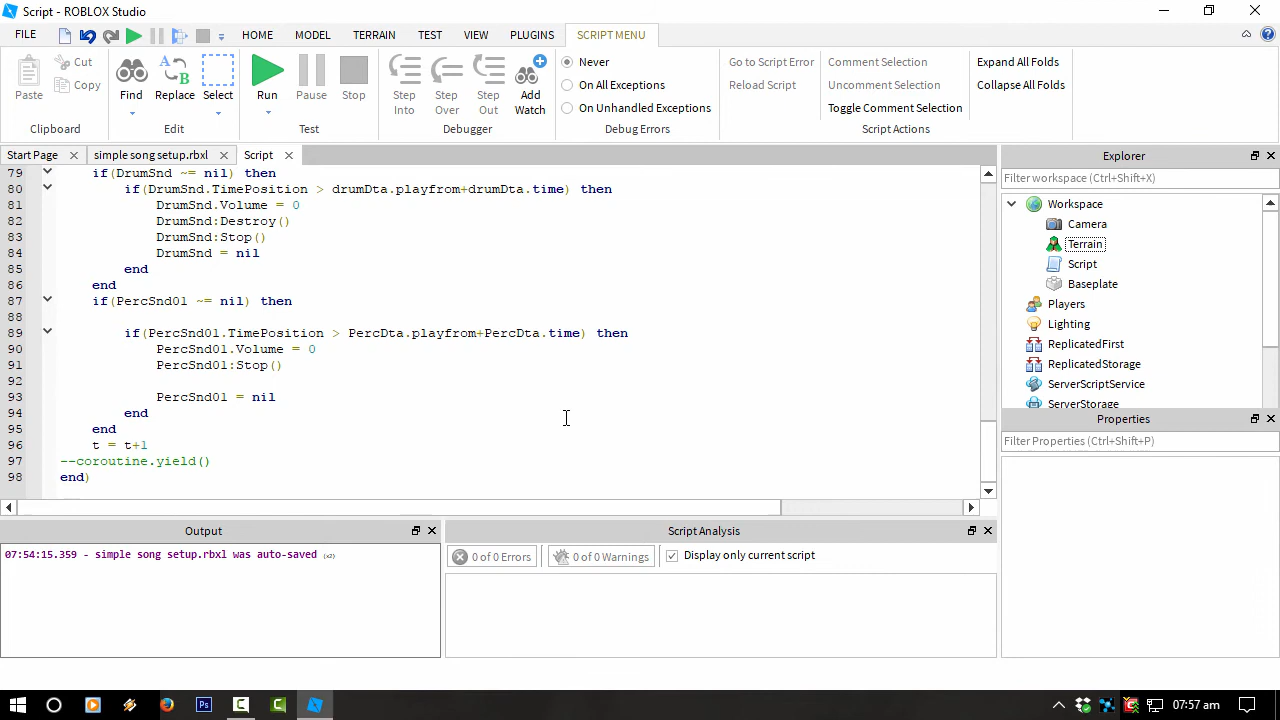 Script - ROBLOX Studio
FILE HOME MODEL TERRAIN TEST VIEW PLUGINS SCRIPT MENU
Paste
Cut
Copy
Clipboard
Find Replace Select
Edit
Run Pause Stop
Test
Step Into
Step Over
Step Out
Add Watch
Debugger
Never
On All Exceptions
On Unhandled Exceptions
Debug Errors
Go to Script Error
Reload Script
Comment Selection
Uncomment Selection
Toggle Comment Selection
Script Actions
Expand All Folds
Collapse All Folds
Start Page simple song setup.rbxl Script
79 if(DrumSnd ~= nil) then
80 if(DrumSnd.TimePosition > drumDta.playfrom+drumDta.time) then
81 DrumSnd.Volume = 0
82 DrumSnd:Destroy()
83 DrumSnd:Stop()
84 DrumSnd = nil
85 end
86 end
87 if(PercSnd01 ~= nil) then
88
89 if(PercSnd01.TimePosition > PercDta.playfrom+PercDta.time) then
90 PercSnd01.Volume = 0
91 PercSnd01:Stop()
92
93 PercSnd01 = nil
94 end
95 end
96 t = t+1
97 --coroutine.yield()
98 end)
Explorer
Filter workspace (Ctrl+Shift+X)
Workspace
Camera
Terrain
Script
Baseplate
Players
Lighting
ReplicatedFirst
ReplicatedStorage
ServerScriptService
ServerStorage
Properties
Filter Properties (Ctrl+Shift+P)
Output
07:54:15.359 - simple song setup.rbxl was auto-saved (x2)
Script Analysis
0 of 0 Errors 0 of 0 Warnings Display only current script
Ps
07:57 am